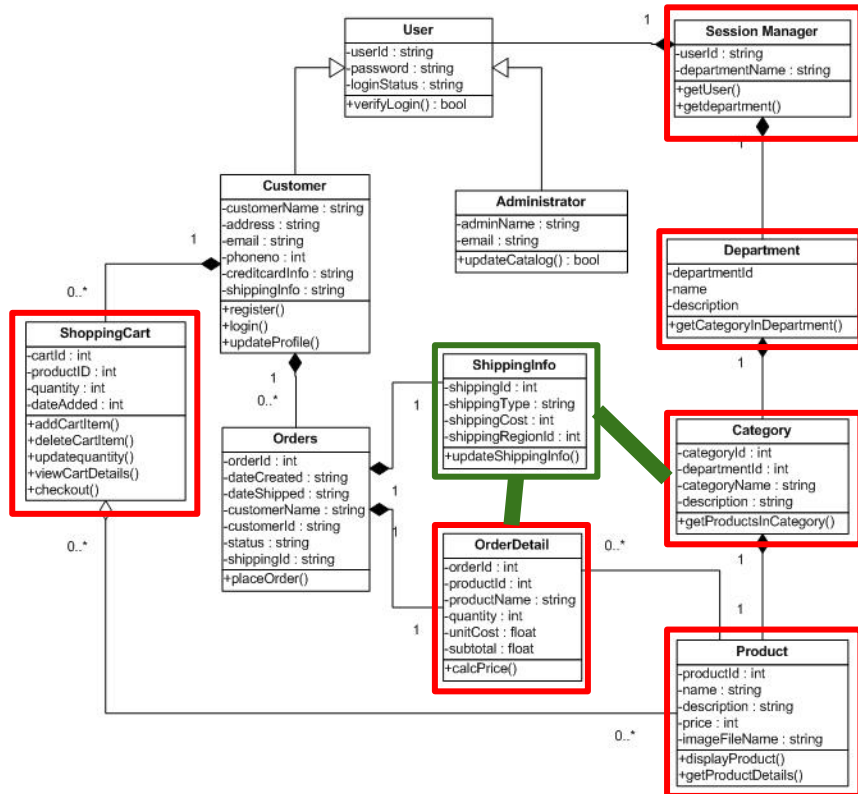 User
-userId : string
-password : string
-loginStatus : string
+verifyLogin() : bool
1
Session Manager
-userId : string
-departmentName : string
+getUser()
+getdepartment()
1
Customer
-customerName : string
-address : string
-email : string
-phoneno : int
-creditcardInfo : string
-shippingInfo : string
+register()
+login()
+updateProfile()
Administrator
-adminName : string
-email : string
+updateCatalog() : bool
Department
-departmentId
-name
-description
+getCategoryInDepartment()
1
0..*
ShoppingCart
-cartId : int
-productID : int
-quantity : int
-dateAdded : int
+addCartItem()
+deleteCartItem()
+updatequantity()
+viewCartDetails()
+checkout()
0..*
1
0..*
ShippingInfo
-shippingId : int
-shippingType : string
-shippingCost : int
-shippingRegionId : int
+updateShippingInfo()
1
1
Category
-categoryId : int
-departmentId : int
-categoryName : string
-description : string
+getProductsInCategory()
1
Orders
-orderId : int
-dateCreated : string
-dateShipped : string
-customerName : string
-customerId : string
-status : string
-shippingId : string
+placeOrder()
1
1
1
OrderDetail
-orderId : int
-productId : int
-productName : string
-quantity : int
-unitCost : float
-subtotal : float
+calcPrice()
0..*
1
1
Product
-productId : int
-name : string
-description : string
-price : int
-imageFileName : string
+displayProduct()
+getProductDetails()
0..*